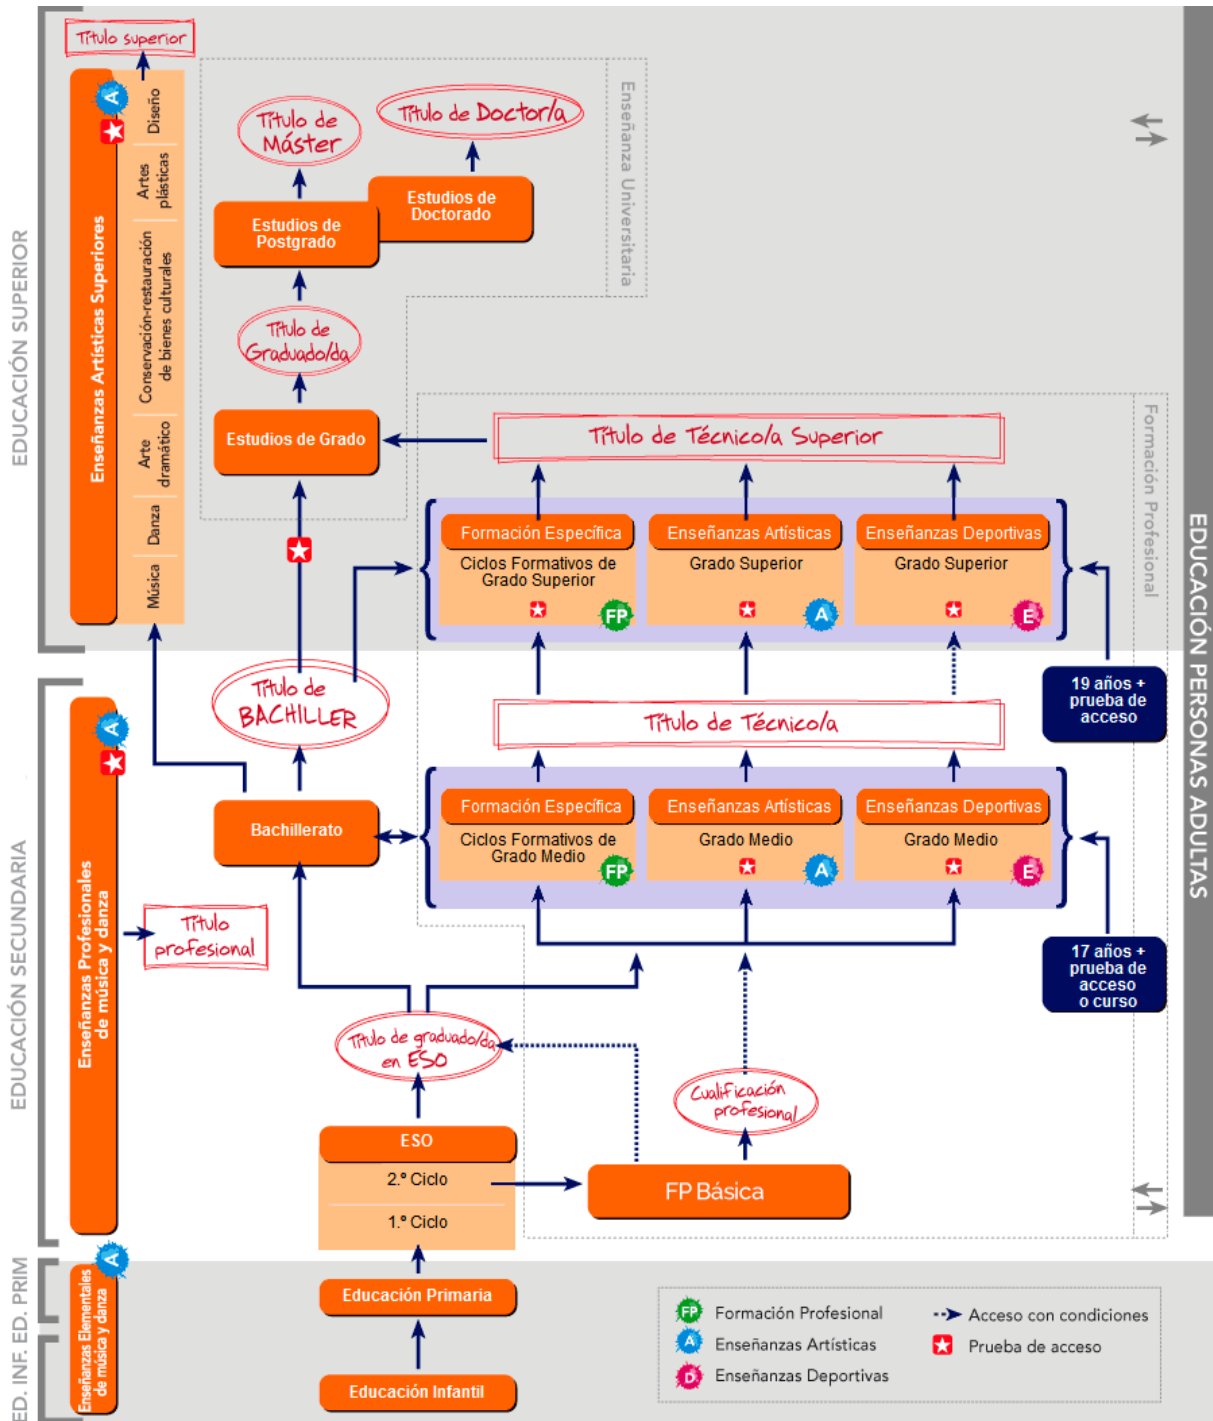 EDUCACIÓN SUPERIOR
EDUCACIÓN SECUNDARIA
ED. PRIM
ED. INF.
Título superior
Enseñanzas Artísticas Superiores
A
Diseño
Artes
plásticas
Conservación-restauración
de bienes culturales
Arte
dramático
Danza
Música
Enseñanza Universitaria
Título de
Máster
Título de Doctor/a
Estudios de
Doctorado
Estudios de
Postgrado
Título de
Graduado/da
Estudios de Grado
Formación Profesional
Título de Técnico/a Superior
Formación Específica
Ciclos Formativos de
Grado Superior
FP
Enseñanzas Artísticas
Grado Superior
A
Enseñanzas Deportivas
Grado Superior
E
19 años +
prueba de
acceso
Título de
BACHILLER
Título de Técnico/a
Bachillerato
Formación Específica
Ciclos Formativos de
Grado Medio
FP
Enseñanzas Artísticas
Grado Medio
A
Enseñanzas Deportivas
Grado Medio
E
17 años +
prueba de
acceso
o curso
Enseñanzas Profesionales
de música y danza
A
Título
profesional
Título de graduado/da
en ESO
Cualificación
profesional
ESO
2.º Ciclo
1.º Ciclo
FP Básica
Enseñanzas Elementales
de música y danza
A
Educación Primaria
Educación Infantil
EDUCACIÓN PERSONAS ADULTAS
FP Formación Profesional
A Enseñanzas Artísticas
D Enseñanzas Deportivas
Acceso con condiciones
Prueba de acceso